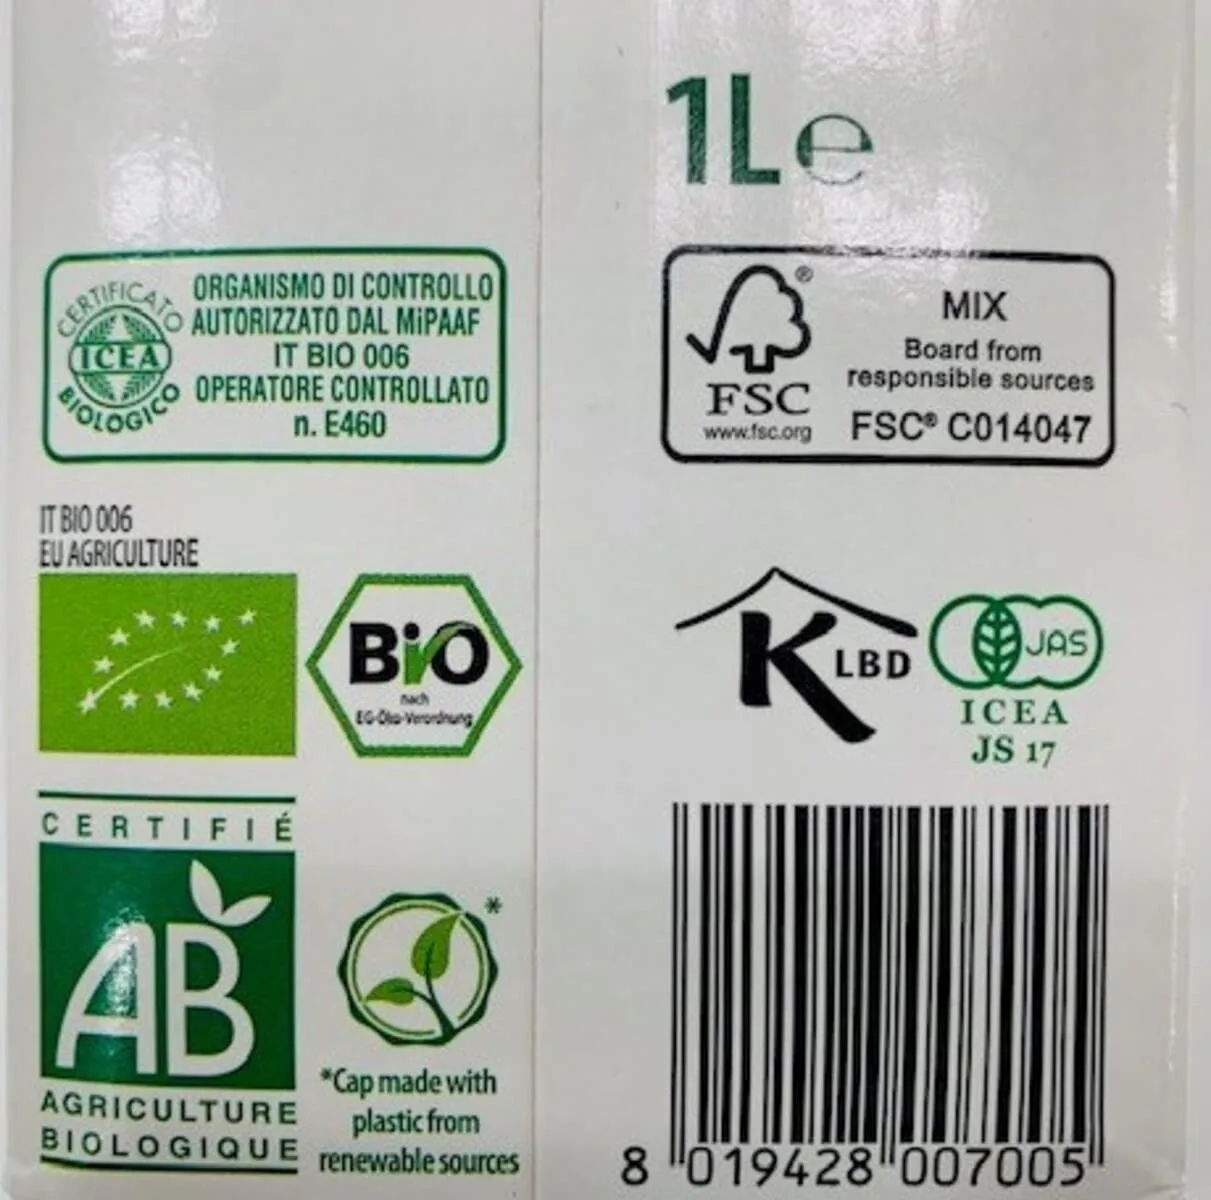 1L e
CERTIFICATO
ICEA
BIOLOGICO
ORGANISMO DI CONTROLLO
AUTORIZZATO DAL MiPAAF
IT BIO 006
OPERATORE CONTROLLATO
n. E460
FSC®
www.fsc.org
MIX
Board from
responsible sources
FSC® C014047
IT BIO 006
EU AGRICULTURE
BiO
nach
EG-Öko-Verordnung
K LBD
JAS
ICEA
JS 17
CERTIFIÉ
AB
AGRICULTURE
BIOLOGIQUE
*
*Cap made with
plastic from
renewable sources
8 019428 007005